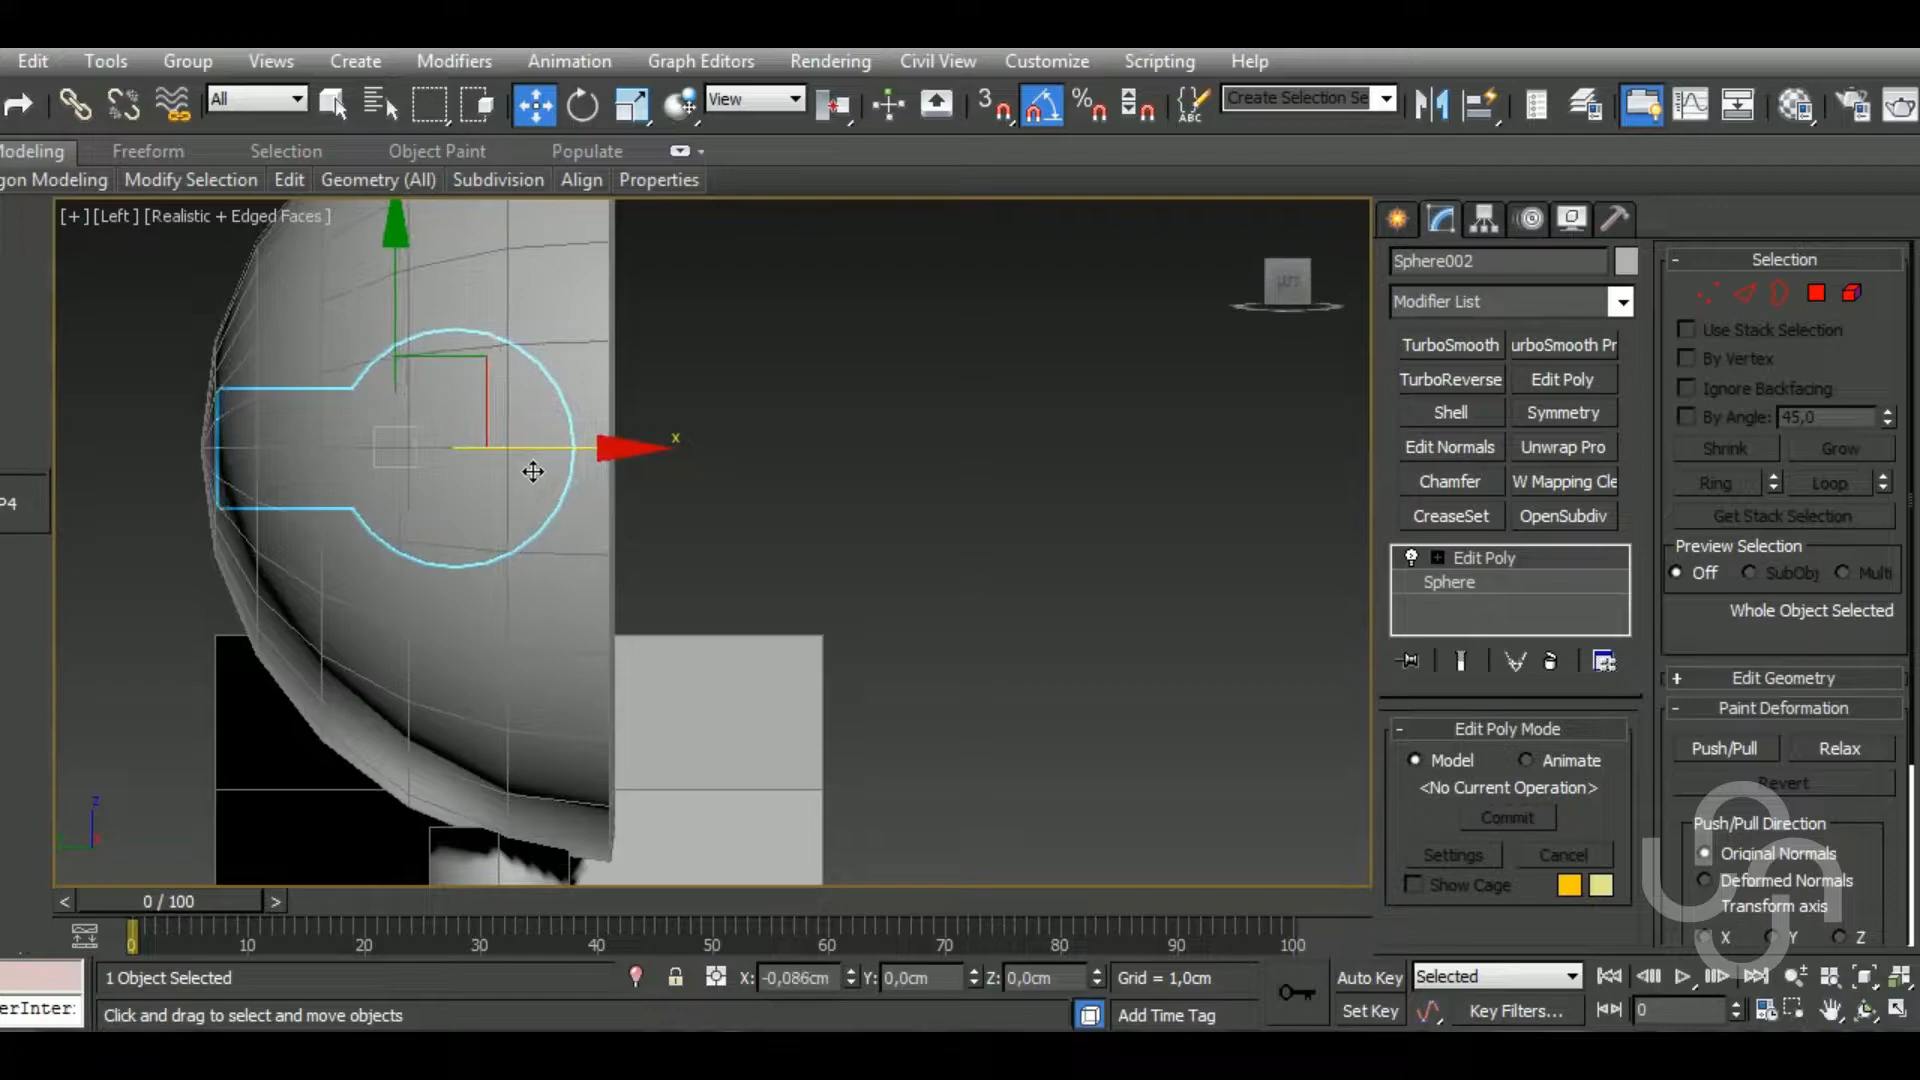 Edit Tools Group Views Create Modifiers Animation Graph Editors Rendering Civil View Customize Scripting Help
All View 3 % ABC Create Selection Se
Modeling Freeform Selection Object Paint Populate
gon Modeling Modify Selection Edit Geometry (All) Subdivision Align Properties
[+] [Left] [Realistic + Edged Faces ]
x
z
P4
Sphere002
Modifier List
TurboSmooth urboSmooth Pr
TurboReverse Edit Poly
Shell Symmetry
Edit Normals Unwrap Pro
Chamfer W Mapping Cle
CreaseSet OpenSubdiv
Edit Poly
Sphere
- Edit Poly Mode
Model Animate
<No Current Operation>
Commit
Settings Cancel
Show Cage
- Selection
Use Stack Selection
By Vertex
Ignore Backfacing
By Angle: 45,0
Shrink Grow
Ring Loop
Get Stack Selection
Preview Selection
Off SubObj Multi
Whole Object Selected
+ Edit Geometry
- Paint Deformation
Push/Pull Relax
Revert
Push/Pull Direction
Original Normals
Deformed Normals
Transform axis
X Y Z
< 0 / 100 >
0 10 20 30 40 50 60 70 80 90 100
1 Object Selected X: -0,086cm Y: 0,0cm Z: 0,0cm Grid = 1,0cm Auto Key Selected
erInter: Click and drag to select and move objects Add Time Tag Set Key Key Filters... 0